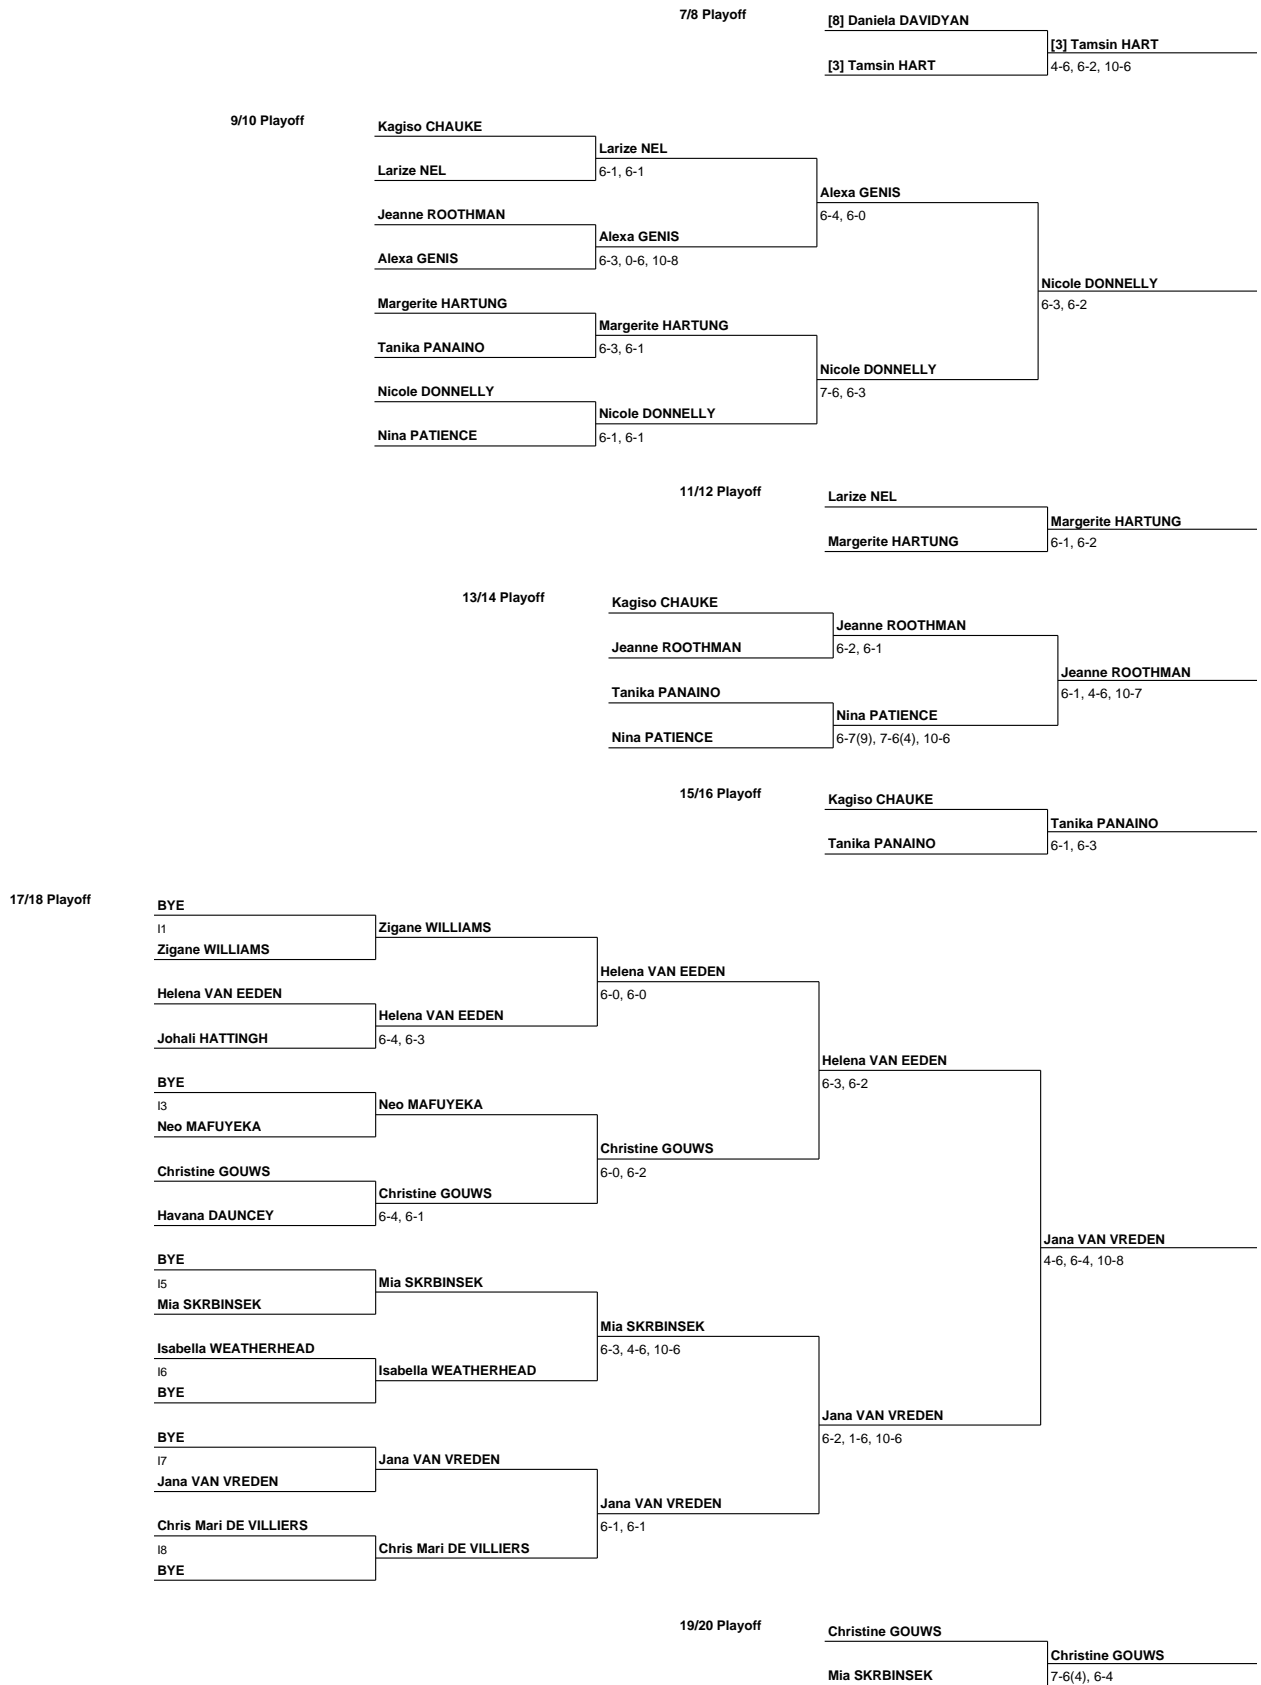 7/8 Playoff
[8] Daniela DAVIDYAN
[3] Tamsin HART
[3] Tamsin HART
4-6, 6-2, 10-6
9/10 Playoff
Kagiso CHAUKE
Larize NEL
Larize NEL
6-1, 6-1
Alexa GENIS
6-4, 6-0
Jeanne ROOTHMAN
Alexa GENIS
Alexa GENIS
6-3, 0-6, 10-8
Nicole DONNELLY
6-3, 6-2
Margerite HARTUNG
Margerite HARTUNG
Tanika PANAINO
6-3, 6-1
Nicole DONNELLY
7-6, 6-3
Nicole DONNELLY
Nicole DONNELLY
Nina PATIENCE
6-1, 6-1
11/12 Playoff
Larize NEL
Margerite HARTUNG
Margerite HARTUNG
6-1, 6-2
13/14 Playoff
Kagiso CHAUKE
Jeanne ROOTHMAN
Jeanne ROOTHMAN
6-2, 6-1
Jeanne ROOTHMAN
6-1, 4-6, 10-7
Tanika PANAINO
Nina PATIENCE
Nina PATIENCE
6-7(9), 7-6(4), 10-6
15/16 Playoff
Kagiso CHAUKE
Tanika PANAINO
Tanika PANAINO
6-1, 6-3
17/18 Playoff
BYE
I1
Zigane WILLIAMS
Zigane WILLIAMS
Helena VAN EEDEN
6-0, 6-0
Helena VAN EEDEN
Helena VAN EEDEN
Johali HATTINGH
6-4, 6-3
Helena VAN EEDEN
6-3, 6-2
BYE
I3
Neo MAFUYEKA
Neo MAFUYEKA
Christine GOUWS
6-0, 6-2
Christine GOUWS
Christine GOUWS
Havana DAUNCEY
6-4, 6-1
Jana VAN VREDEN
4-6, 6-4, 10-8
BYE
I5
Mia SKRBINSEK
Mia SKRBINSEK
Mia SKRBINSEK
6-3, 4-6, 10-6
Isabella WEATHERHEAD
I6
Isabella WEATHERHEAD
BYE
Jana VAN VREDEN
6-2, 1-6, 10-6
BYE
I7
Jana VAN VREDEN
Jana VAN VREDEN
Jana VAN VREDEN
6-1, 6-1
Chris Mari DE VILLIERS
I8
Chris Mari DE VILLIERS
BYE
19/20 Playoff
Christine GOUWS
Christine GOUWS
Mia SKRBINSEK
7-6(4), 6-4